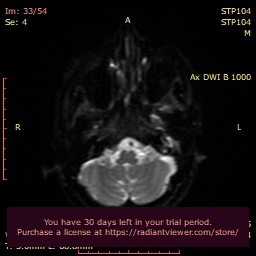 Im: 33/54
Se: 4
STP104
STP104
M
A
Ax DWI B 1000
R
L
You have 30 days left in your trial period.
Purchase a license at https://radiantviewer.com/store/